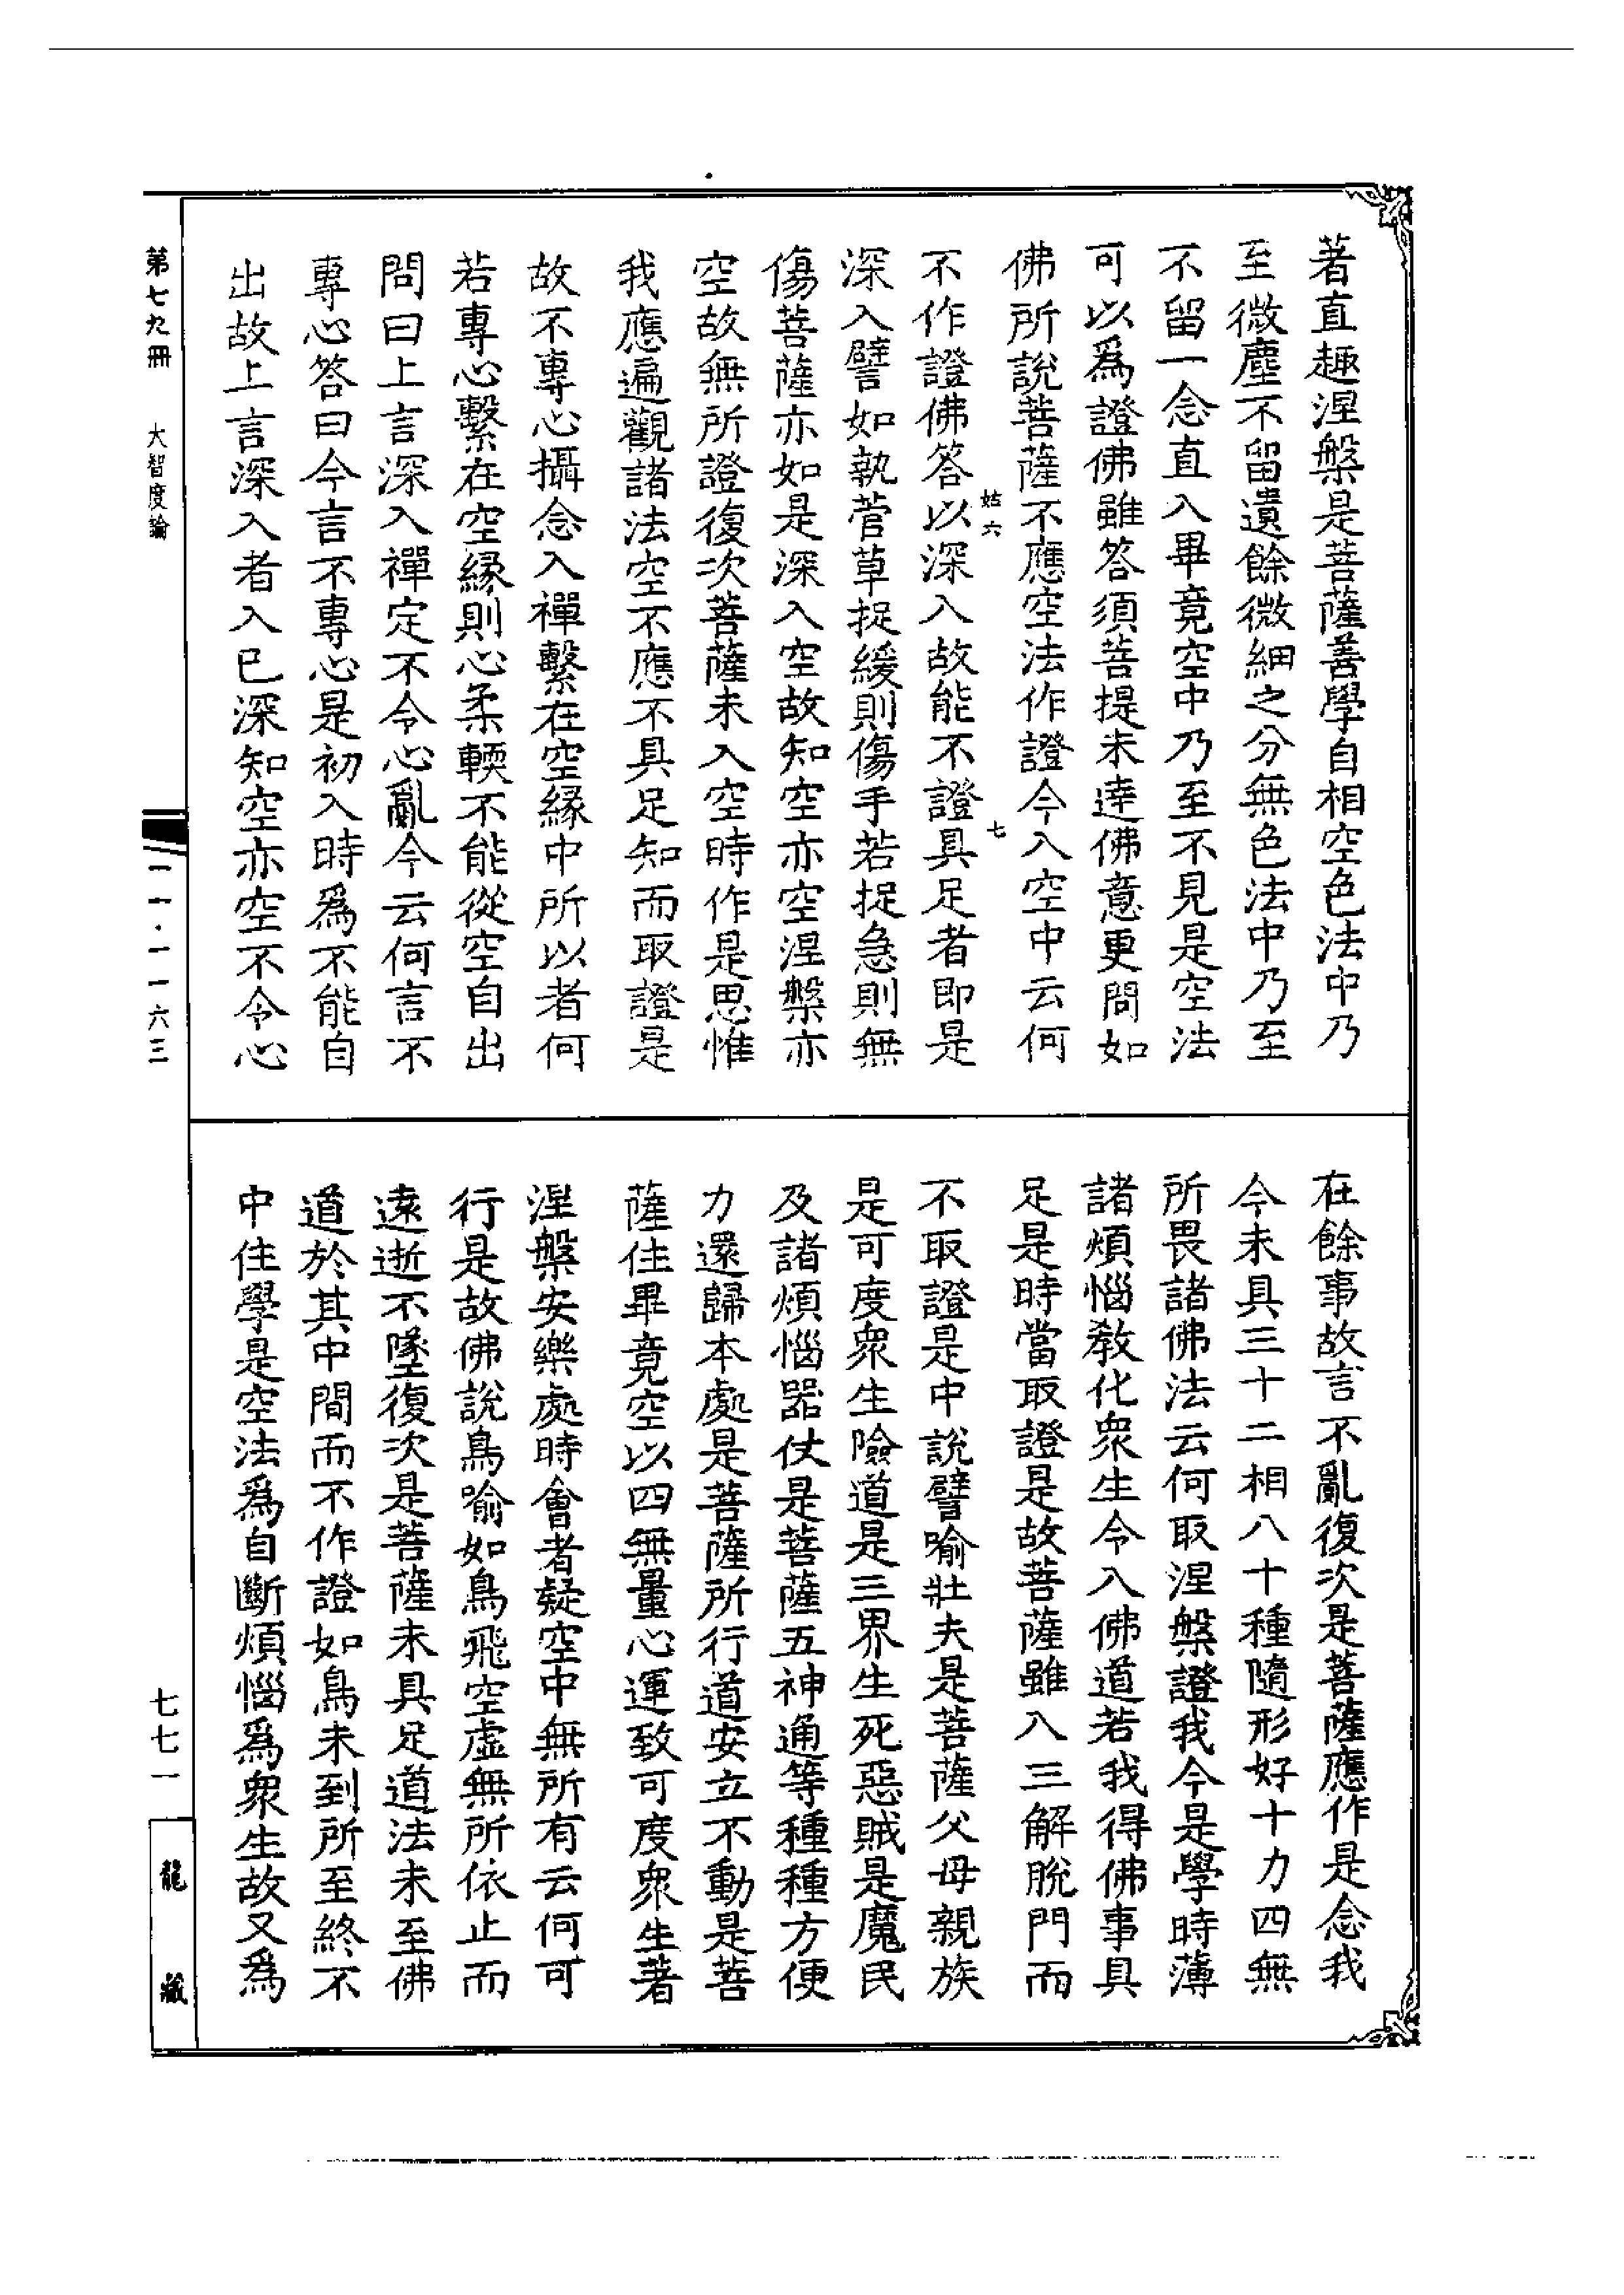 著直趣涅槃是菩薩善學自相空色法中乃
至微塵不留遺餘微細之分無色法中乃至
不留一念直入畢竟空中乃至不見是空法
可以爲證佛雖答須菩提未達佛意更問如
佛所說菩薩不應空法作證今入空中云何
姑六
七
不作證佛答以深入故能不證具足者即是
深入譬如執菅草捉緩則傷手若捉急則無
傷菩薩亦如是深入空故知空亦空涅槃亦
空故無所證復次菩薩未入空時作是思惟
我應遍觀諸法空不應不具足知而取證是
故不專心攝念入禪繫在空緣中所以者何
若專心繫在空緣則心柔輭不能從空自出
問曰上言深入禪定不令心亂今云何言不
專心答曰今言不專心是初入時爲不能自
出故上言深入者入已深知空亦空不令心
在餘事故言不亂復次是菩薩應作是念我
今未具三十二相八十種隨形好十力四無
所畏諸佛法云何取涅槃證我今是學時薄
諸煩惱教化衆生令入佛道若我得佛事具
足是時當取證是故菩薩雖入三解脫門而
不取證是中說譬喻壯夫是菩薩父母親族
是可度衆生險道是三界生死惡賊是魔民
及諸煩惱器仗是菩薩五神通等種種方便
力還歸本處是菩薩所行道安立不動是菩
薩住畢竟空以四無量心運致可度衆生著
涅槃安樂處時會者疑空中無所有云何可
行是故佛說鳥喻如鳥飛空虛無所依止而
遠逝不墜復次是菩薩未具足道法未至佛
道於其中間而不作證如鳥未到所至終不
中住學是空法爲自斷煩惱爲衆生故又爲
第七九冊 大智度論
一一·一一六三
七七一
龍藏